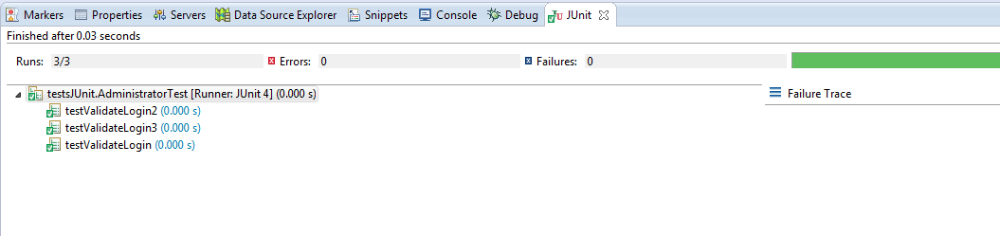 Markers Properties Servers Data Source Explorer Snippets Console Debug JUnit
Finished after 0.03 seconds
Runs: 3/3 Errors: 0 Failures: 0
testsJUnit.AdministratorTest [Runner: JUnit 4] (0.000 s)
Failure Trace
testValidateLogin2 (0.000 s)
testValidateLogin3 (0.000 s)
testValidateLogin (0.000 s)